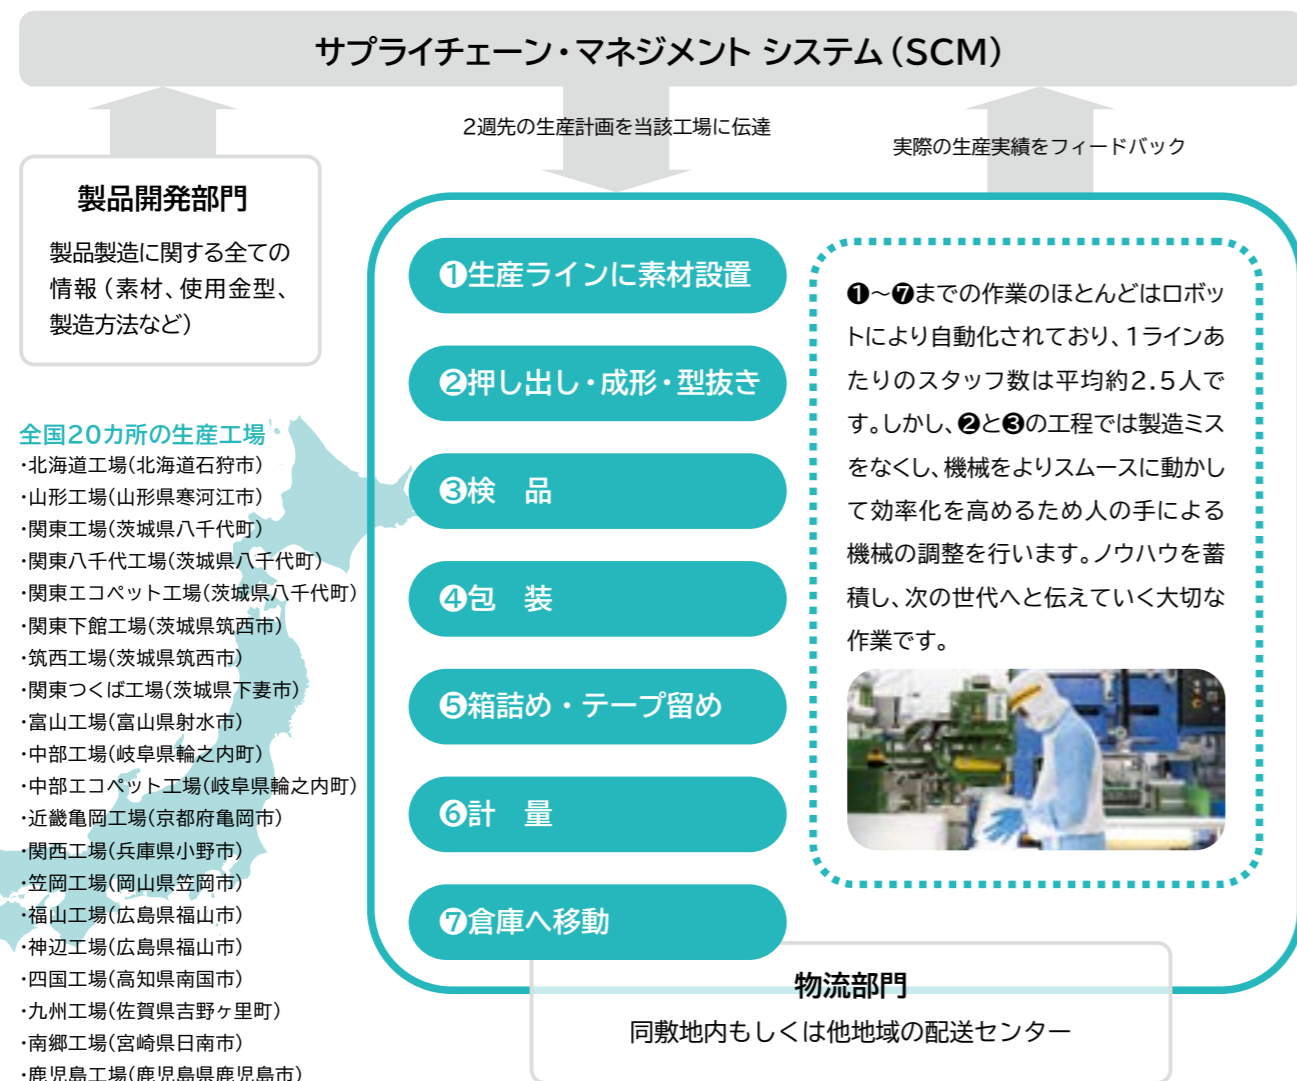 サプライチェーン・マネジメント システム（SCM）
2週先の生産計画を当該工場に伝達
実際の生産実績をフィードバック
製品開発部門
製品製造に関する全ての
情報（素材、使用金型、
製造方法など）
全国20カ所の生産工場
・北海道工場(北海道石狩市)
・山形工場(山形県寒河江市)
・関東工場(茨城県八千代町)
・関東八千代工場(茨城県八千代町)
・関東エコペット工場(茨城県八千代町)
・関東下館工場(茨城県筑西市)
・筑西工場(茨城県筑西市)
・関東つくば工場(茨城県下妻市)
・富山工場(富山県射水市)
・中部工場(岐阜県輪之内町)
・中部エコペット工場(岐阜県輪之内町)
・近畿亀岡工場(京都府亀岡市)
・関西工場(兵庫県小野市)
・笠岡工場(岡山県笠岡市)
・福山工場(広島県福山市)
・神辺工場(広島県福山市)
・四国工場(高知県南国市)
・九州工場(佐賀県吉野ヶ里町)
・南郷工場(宮崎県日南市)
・鹿児島工場(鹿児島県鹿児島市)
❶生産ラインに素材設置
❷押し出し・成形・型抜き
❸検　品
❹包　装
❺箱詰め・テープ留め
❻計　量
❼倉庫へ移動
❶～❼までの作業のほとんどはロボッ
トにより自動化されており、1ラインあ
たりのスタッフ数は平均約2.5人で
す。しかし、❷と❸の工程では製造ミス
をなくし、機械をよりスムースに動かし
て効率化を高めるため人の手による
機械の調整を行います。ノウハウを蓄
積し、次の世代へと伝えていく大切な
作業です。
物流部門
同敷地内もしくは他地域の配送センター